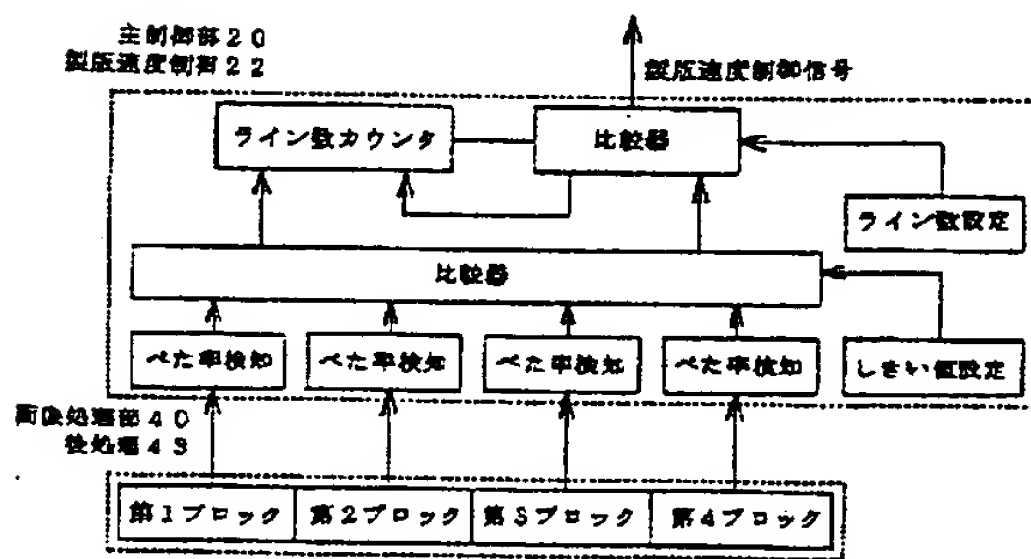 主制御部20
製版速度制御22
製版速度制御信号
ライン数カウンタ
比較器
ライン数設定
比較器
べた率検知
べた率検知
べた率検知
べた率検知
しきい値設定
画像処理部40
後処理43
第1ブロック
第2ブロック
第3ブロック
第4ブロック